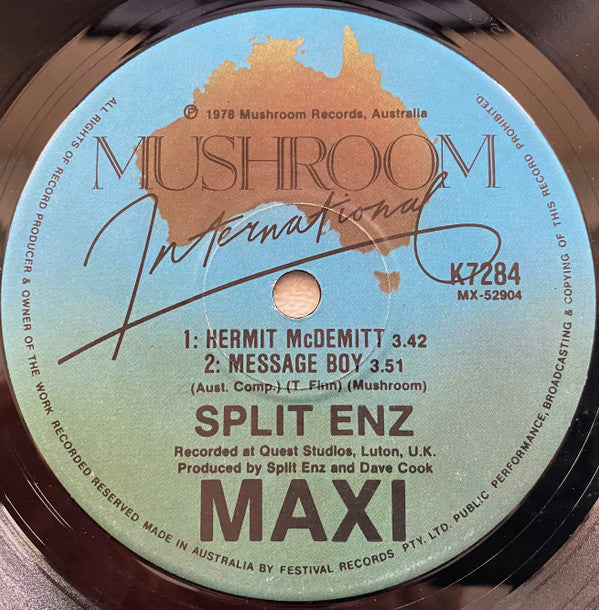 ℗ 1978 Mushroom Records, Australia
MUSHROOM
International
K7284
MX-52904
1: HERMIT McDEMITT 3.42
2: MESSAGE BOY 3.51
(Aust. Comp.) (T. Finn) (Mushroom)
SPLIT ENZ
Recorded at Quest Studios, Luton, U.K.
Produced by Split Enz and Dave Cook
MAXI
ALL RIGHTS OF RECORD PRODUCER & OWNER OF THE WORK RECORDED RESERVED MADE IN AUSTRALIA BY FESTIVAL RECORDS PTY. LTD. PUBLIC PERFORMANCE, BROADCASTING & COPYING OF THIS RECORD PROHIBITED.